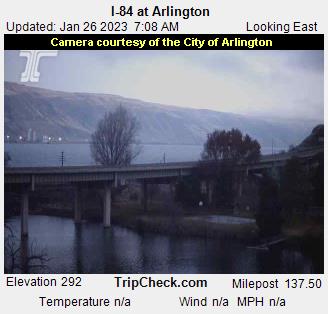 I-84 at Arlington
Updated: Jan 26 2023 7:08 AM Looking East
Camera courtesy of the City of Arlington
Elevation 292 TripCheck.com Milepost 137.50
Temperature n/a Wind n/a MPH n/a